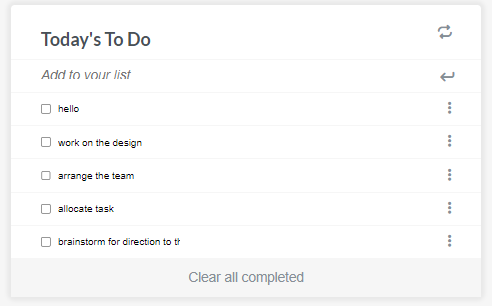 Today's To Do
Add to your list
hello
work on the design
arrange the team
allocate task
brainstorm for direction to th
Clear all completed